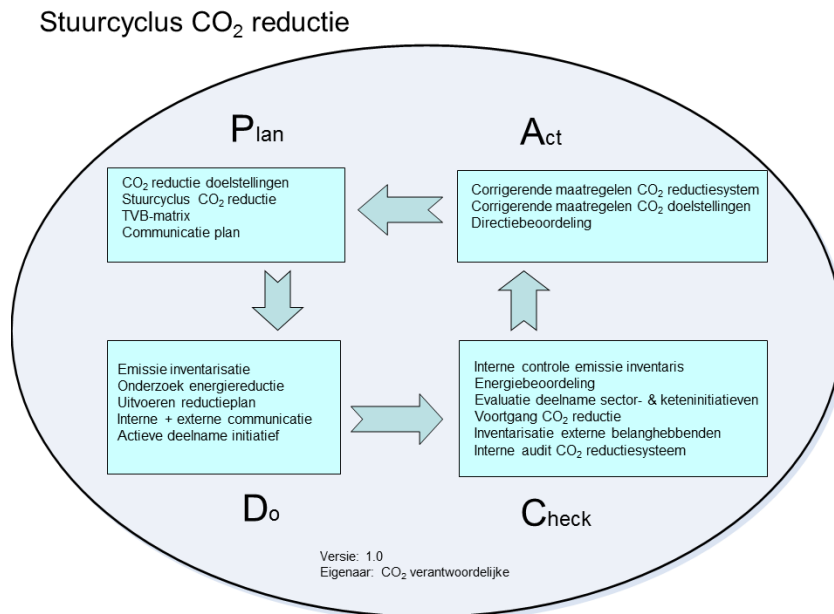 Stuurcyclus CO₂ reductie
Plan
CO₂ reductie doelstellingen
Stuurcyclus CO₂ reductie
TVB-matrix
Communicatie plan
Act
Corrigerende maatregelen CO₂ reductiesystem
Corrigerende maatregelen CO₂ doelstellingen
Directiebeoordeling
Emissie inventarisatie
Onderzoek energiereductie
Uitvoeren reductieplan
Interne + externe communicatie
Actieve deelname initiatief
Do
Interne controle emissie inventaris
Energiebeoordeling
Evaluatie deelname sector- & keteninitiatieven
Voortgang CO₂ reductie
Inventarisatie externe belanghebbenden
Interne audit CO₂ reductiesysteem
Check
Versie: 1.0
Eigenaar: CO₂ verantwoordelijke